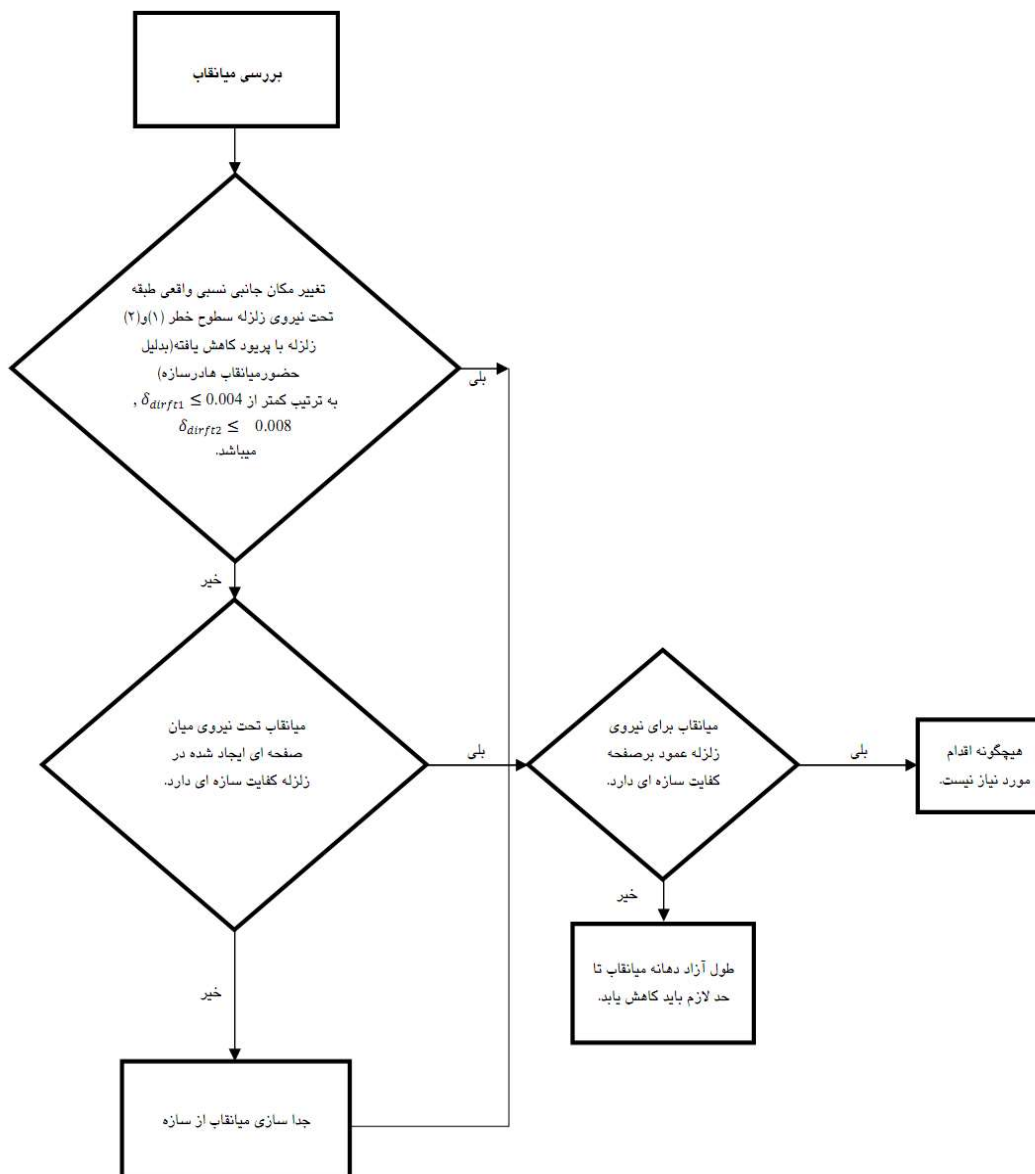 بررسی میانقاب
تغییر مکان جانبی نسبی واقعی طبقه
تحت نیروی زلزله سطوح خطر (۱)و(۲)
زلزله با پریود کاهش یافته(بدلیل
حضورمیانقاب هادرسازه)
به ترتیب کمتر از δ_dirft1 ≤ 0.004 ,
δ_dirft2 ≤ 0.008
میباشد.
بلی
خیر
میانقاب تحت نیروی میان
صفحه ای ایجاد شده در
زلزله کفایت سازه ای دارد.
بلی
میانقاب برای نیروی
زلزله عمود برصفحه
کفایت سازه ای دارد.
بلی
هیچگونه اقدام
مورد نیاز نیست.
خیر
طول آزاد دهانه میانقاب تا
حد لازم باید کاهش یابد.
خیر
جدا سازی میانقاب از سازه